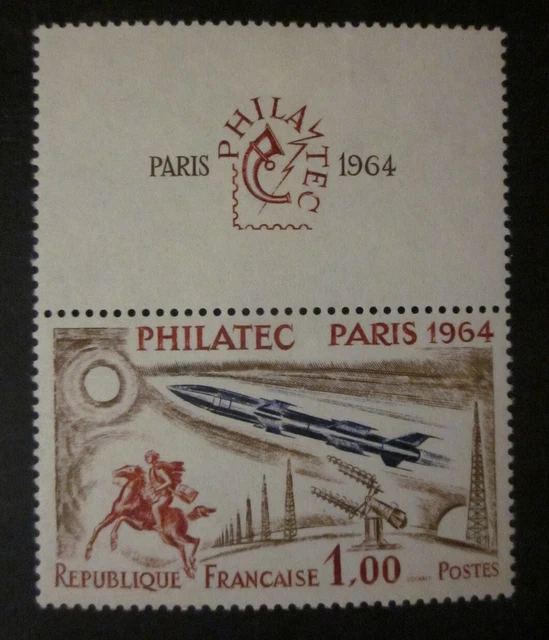 PHILATEC
PARIS 1964
PHILATEC PARIS 1964
REPUBLIQUE FRANCAISE 1,00 POSTES